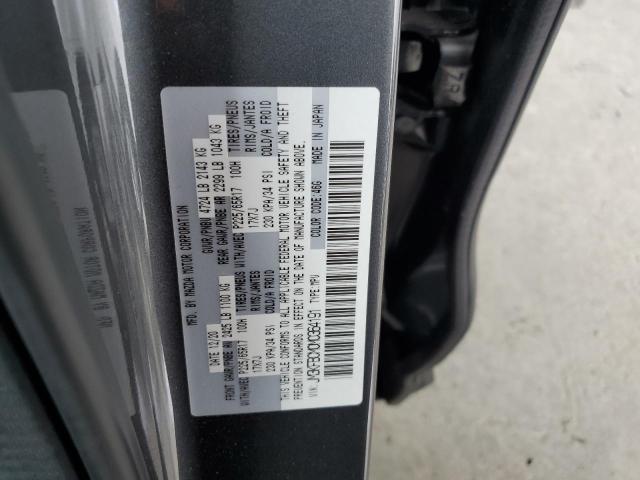 MFD. BY MAZDA MOTOR CORPORATION
DATE: 12/20 GVWR/PNBV 4724 LB 2143 KG
FRONT GAWR/PNBE AV 2425 LB 1100 KG REAR GAWR/PNBE AR 2299 LB 1043 KG
WITH/AVEC TIRES/PNEUS WITH/AVEC TIRES/PNEUS
P225/65R17 100H P225/65R17 100H
17X7J RIMS/JANTES 17X7J RIMS/JANTES
230 KPA/34 PSI COLD/A FROID 230 KPA/34 PSI COLD/A FROID
THIS VEHICLE CONFORMS TO ALL APPLICABLE FEDERAL MOTOR VEHICLE SAFETY AND THEFT
PREVENTION STANDARDS IN EFFECT ON THE DATE OF MANUFACTURE SHOWN ABOVE.
COLOR CODE: 46G MADE IN JAPAN
VIN: TYPE: MPV